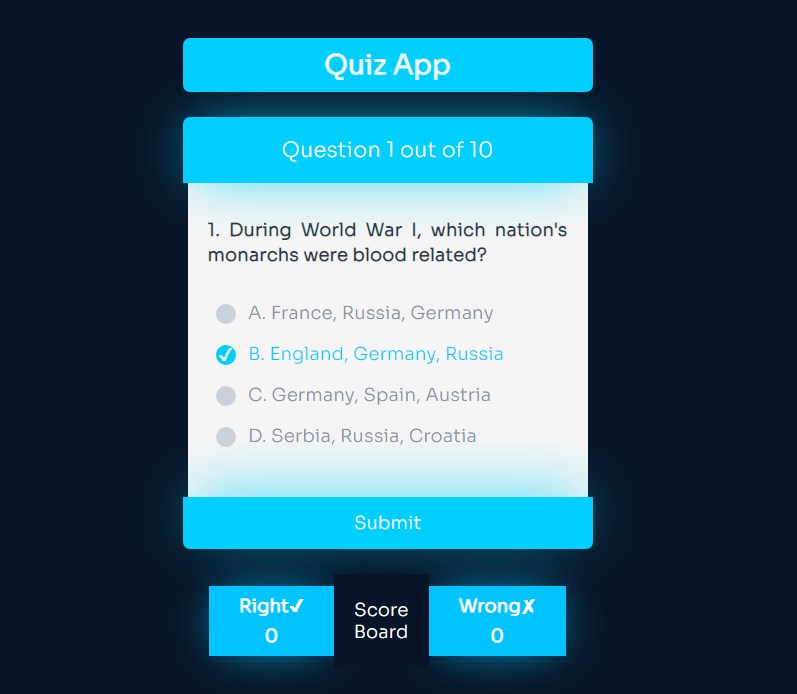 Quiz App
Question 1 out of 10
1. During World War I, which nation's
monarchs were blood related?
A. France, Russia, Germany
B. England, Germany, Russia
C. Germany, Spain, Austria
D. Serbia, Russia, Croatia
Submit
Right✓
0
Score
Board
Wrong✗
0